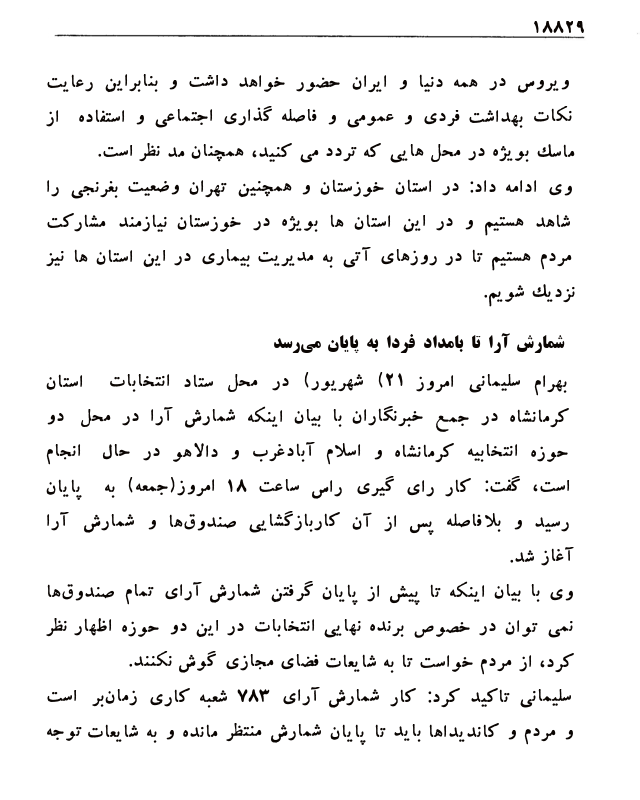 ۱۸۸۲۹
ویروس در همه دنیا و ایران حضور خواهد داشت و بنابراین رعایت
نکات بهداشت فردی و عمومی و فاصله گذاری اجتماعی و استفاده از
ماسك بویژه در محل هایی که تردد می کنید، همچنان مد نظر است.
وی ادامه داد: در استان خوزستان و همچنین تهران وضعیت بغرنجی را
شاهد هستیم و در این استان ها بویژه در خوزستان نیازمند مشارکت
مردم هستیم تا در روزهای آتی به مدیریت بیماری در این استان ها نیز
نزدیك شویم.
شمارش آرا تا بامداد فردا به پایان می‌رسد
بهرام سلیمانی امروز ۲۱) شهریور) در محل ستاد انتخابات استان
کرمانشاه در جمع خبرنگاران با بیان اینکه شمارش آرا در محل دو
حوزه انتخابیه کرمانشاه و اسلام آبادغرب و دالاهو در حال انجام
است، گفت: کار رای گیری راس ساعت ۱۸ امروز(جمعه) به پایان
رسید و بلافاصله پس از آن کاربازگشایی صندوق‌ها و شمارش آرا
آغاز شد.
وی با بیان اینکه تا پیش از پایان گرفتن شمارش آرای تمام صندوق‌ها
نمی توان در خصوص برنده نهایی انتخابات در این دو حوزه اظهار نظر
کرد، از مردم خواست تا به شایعات فضای مجازی گوش نکنند.
سلیمانی تاکید کرد: کار شمارش آرای ۷۸۳ شعبه کاری زمان‌بر است
و مردم و کاندیداها باید تا پایان شمارش منتظر مانده و به شایعات توجه